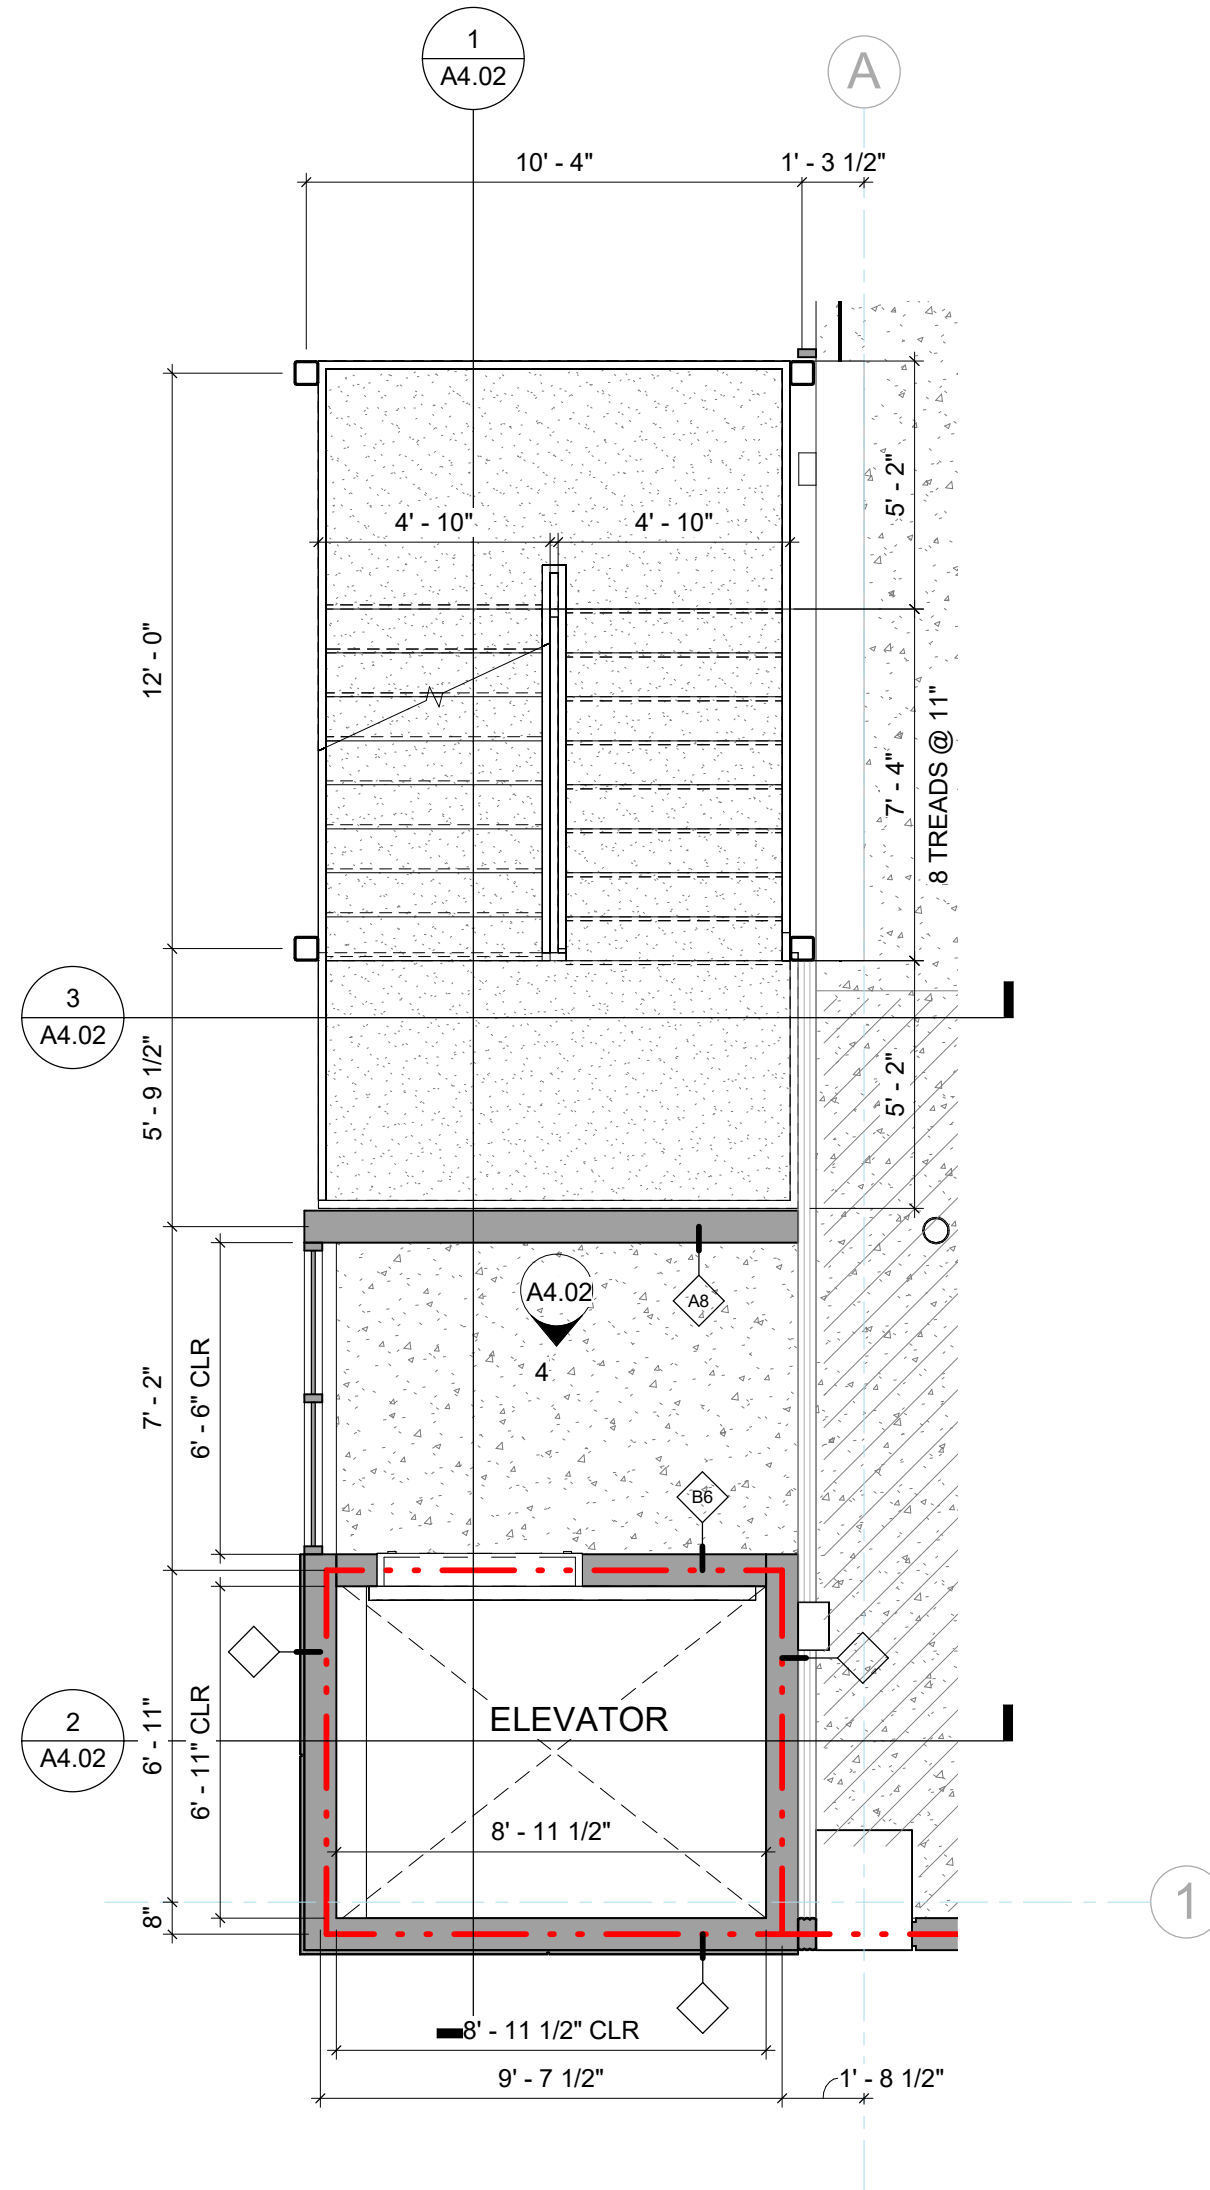 1
A4.02
A
10' - 4"
1' - 3 1/2"
5' - 2"
4' - 10"
4' - 10"
12' - 0"
7' - 4"
8 TREADS @ 11"
3
A4.02
5' - 9 1/2"
5' - 2"
A4.02
4
A8
7' - 2"
6' - 6" CLR
B6
ELEVATOR
2
A4.02
6' - 11"
6' - 11" CLR
8' - 11 1/2"
8"
1
8' - 11 1/2" CLR
9' - 7 1/2"
1' - 8 1/2"